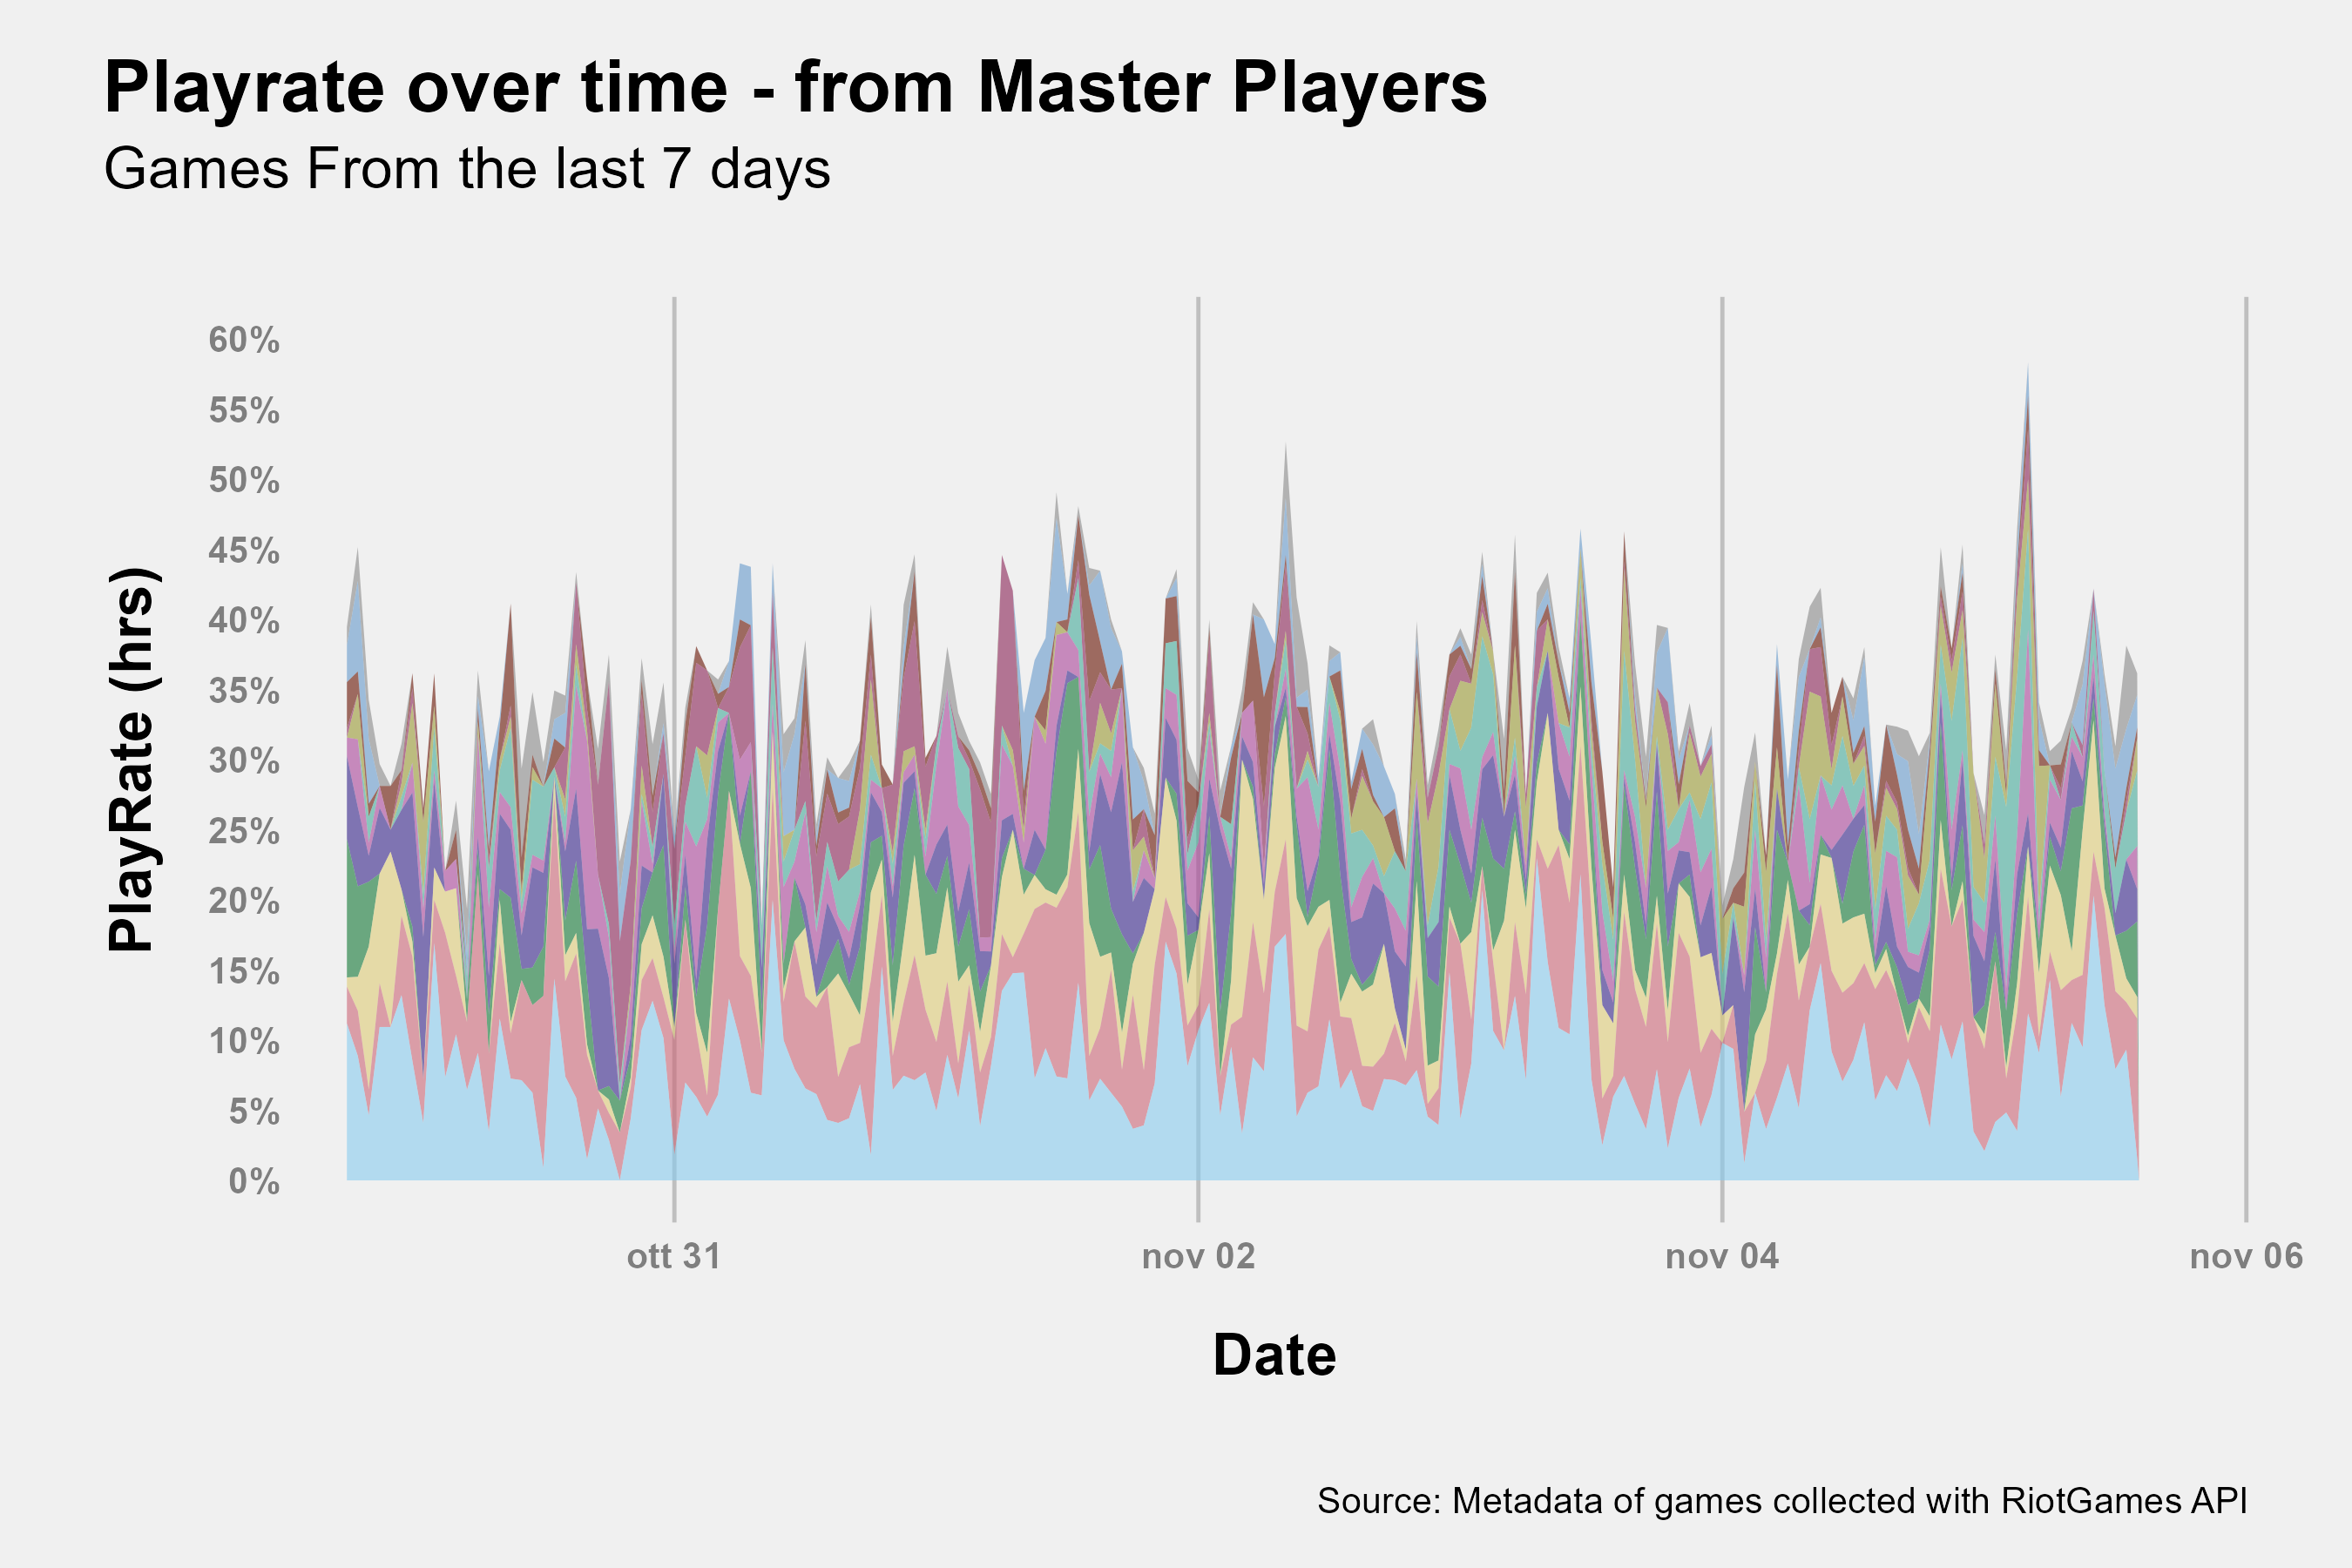 Playrate over time - from Master Players
Games From the last 7 days
60%
55%
50%
45%
40%
35%
30%
25%
20%
15%
10%
5%
0%
PlayRate (hrs)
ott 31
nov 02
nov 04
nov 06
Date
Source: Metadata of games collected with RiotGames API